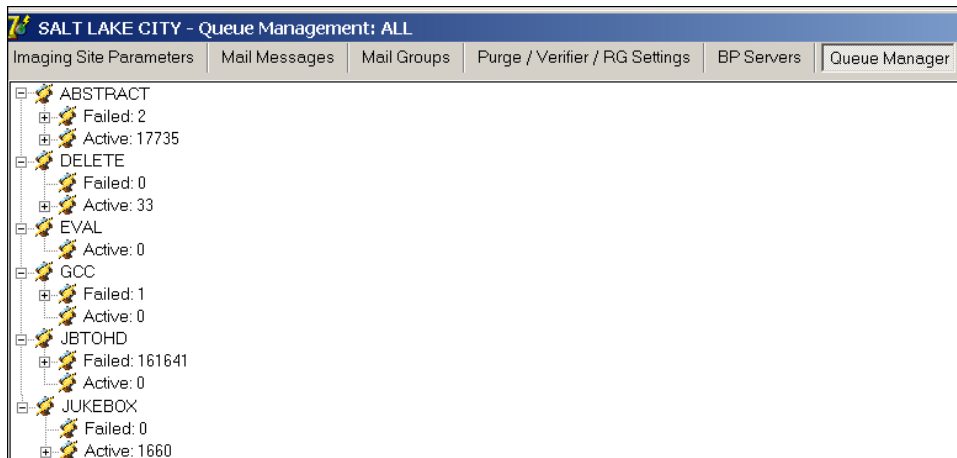 SALT LAKE CITY - Queue Management: ALL
Imaging Site Parameters Mail Messages Mail Groups Purge / Verifier / RG Settings BP Servers Queue Manager
ABSTRACT
Failed: 2
Active: 17735
DELETE
Failed: 0
Active: 33
EVAL
Active: 0
GCC
Failed: 1
Active: 0
JBTOHD
Failed: 161641
Active: 0
JUKEBOX
Failed: 0
Active: 1660